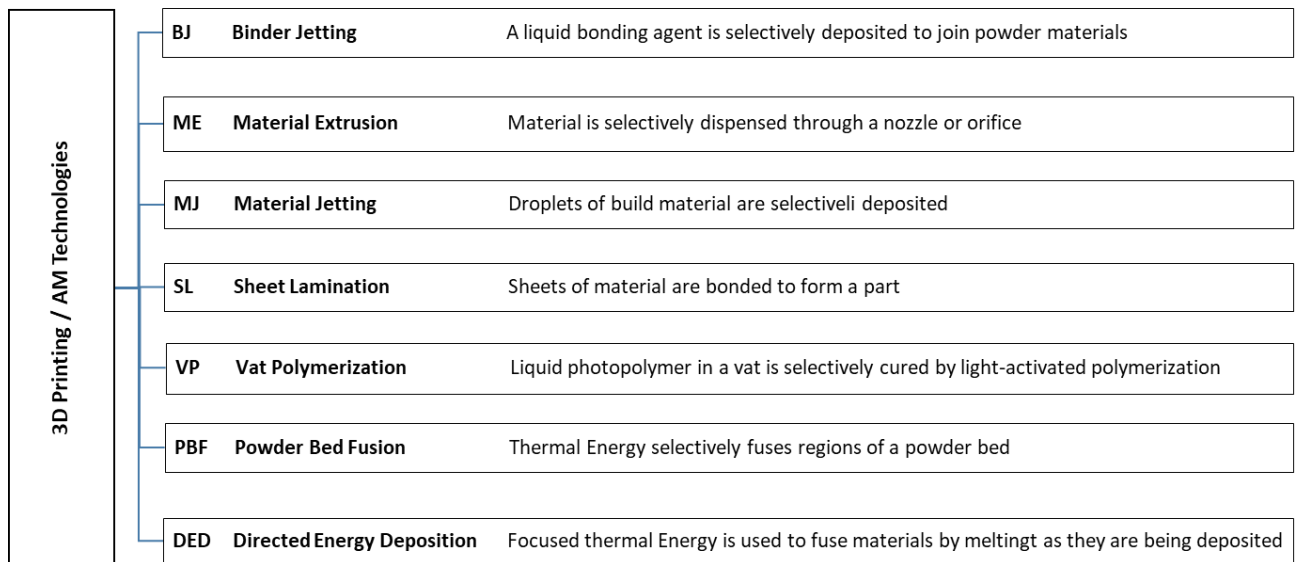 3D Printing / AM Technologies
BJ Binder Jetting A liquid bonding agent is selectively deposited to join powder materials
ME Material Extrusion Material is selectively dispensed through a nozzle or orifice
MJ Material Jetting Droplets of build material are selectiveli deposited
SL Sheet Lamination Sheets of material are bonded to form a part
VP Vat Polymerization Liquid photopolymer in a vat is selectively cured by light-activated polymerization
PBF Powder Bed Fusion Thermal Energy selectively fuses regions of a powder bed
DED Directed Energy Deposition Focused thermal Energy is used to fuse materials by meltingt as they are being deposited